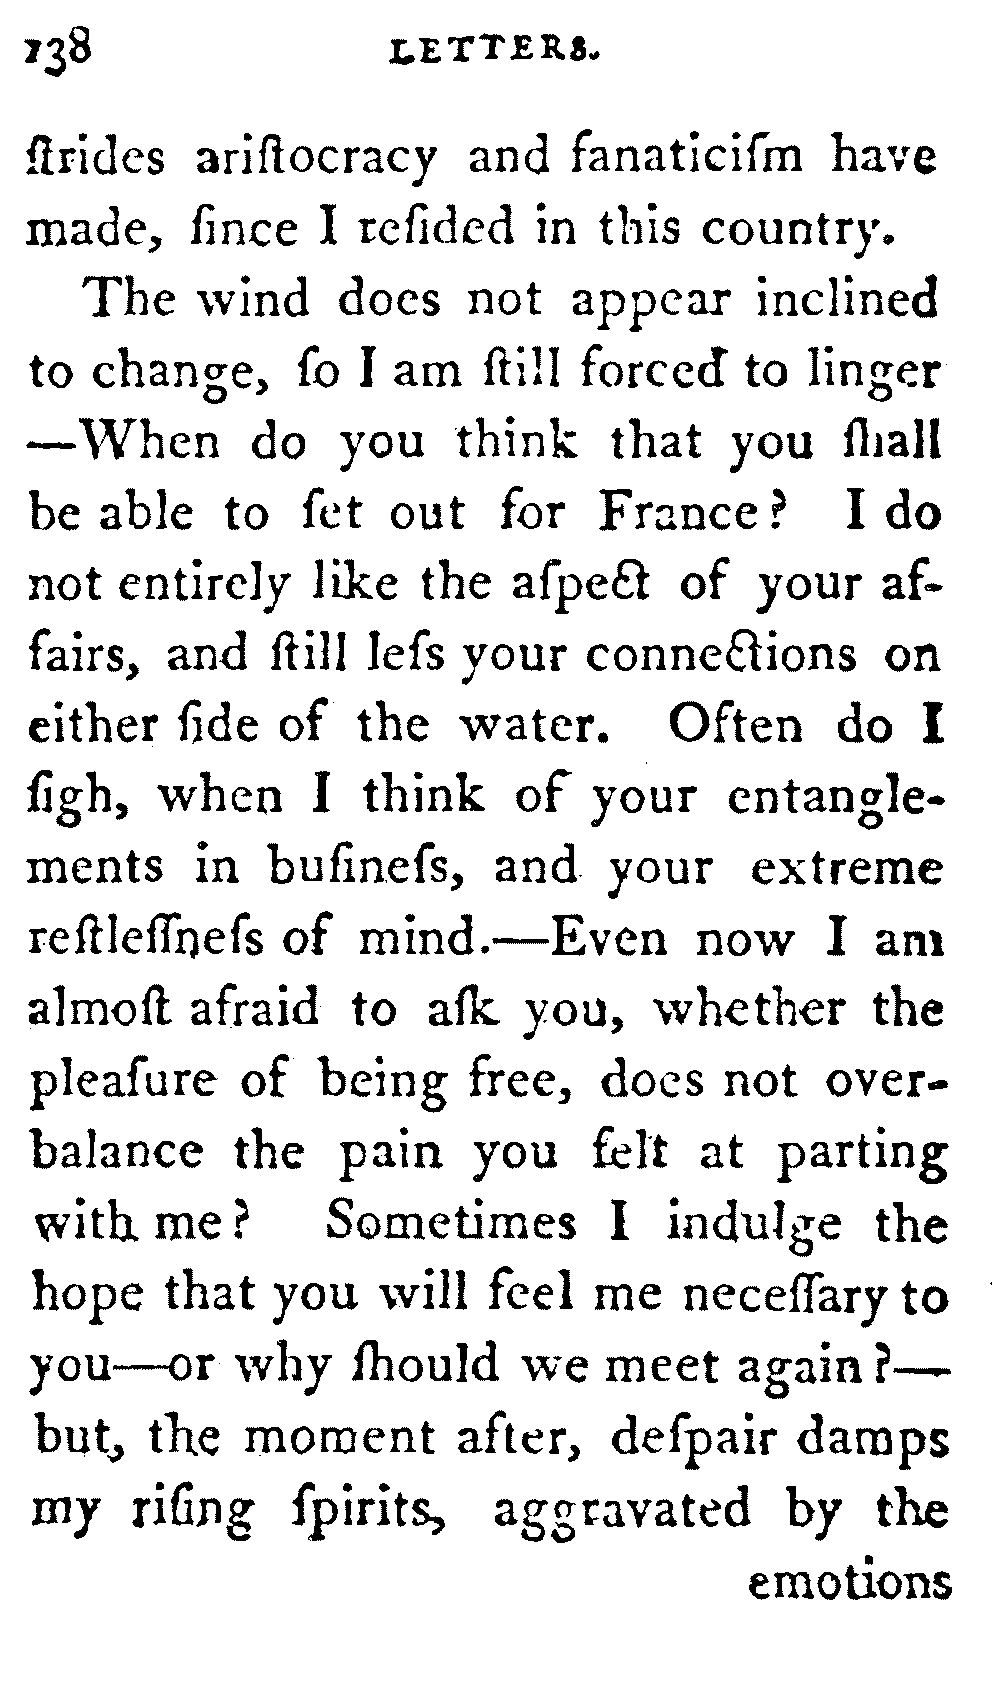 138 LETTERS.
ſtrides ariſtocracy and fanaticiſm have
made, ſince I reſided in this country.
The wind does not appear inclined
to change, ſo I am ſtill forced to linger
—When do you think that you ſhall
be able to ſet out for France? I do
not entirely like the aſpect of your af-
fairs, and ſtill leſs your connections on
either ſide of the water. Often do I
ſigh, when I think of your entangle-
ments in buſineſs, and your extreme
reſtleſſneſs of mind.—Even now I am
almoſt afraid to aſk you, whether the
pleaſure of being free, does not over-
balance the pain you felt at parting
with me? Sometimes I indulge the
hope that you will feel me neceſſary to
you—or why ſhould we meet again?—
but, the moment after, deſpair damps
my riſing ſpirits, aggravated by the
emotions